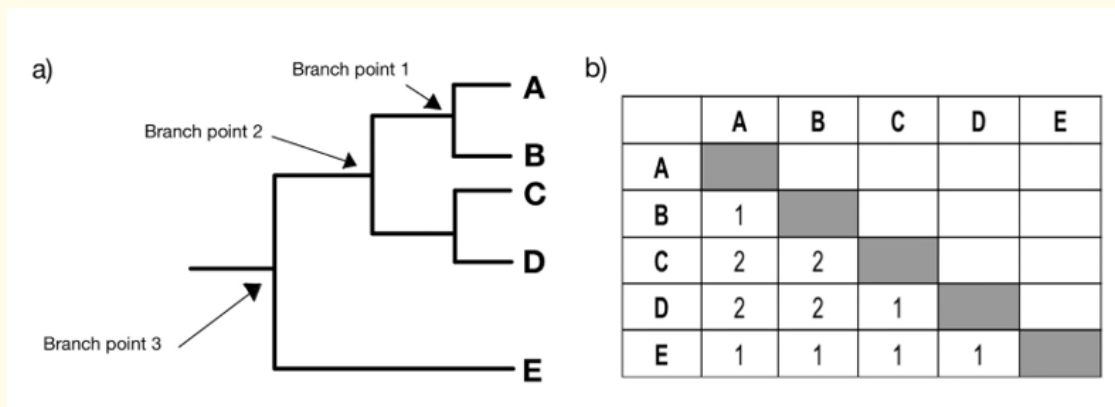 a)
Branch point 1
A
Branch point 2
B
C
D
Branch point 3
E
b)
A B C D E
A
B 1
C 2 2
D 2 2 1
E 1 1 1 1